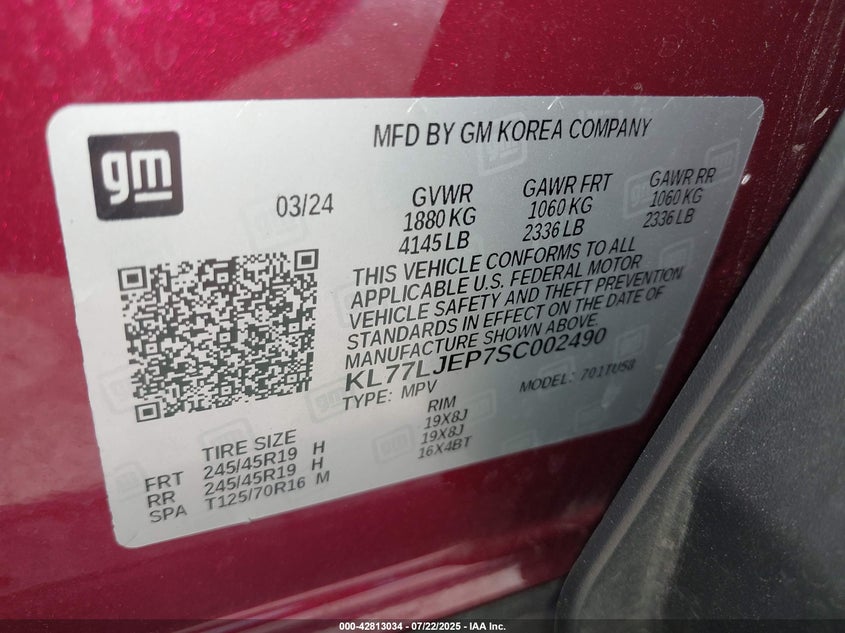 gm
MFD BY GM KOREA COMPANY
03/24
GVWR
1880 KG
4145 LB
GAWR FRT
1060 KG
2336 LB
GAWR RR
1060 KG
2336 LB
THIS VEHICLE CONFORMS TO ALL
APPLICABLE U.S. FEDERAL MOTOR
VEHICLE SAFETY AND THEFT PREVENTION
STANDARDS IN EFFECT ON THE DATE OF
MANUFACTURE SHOWN ABOVE.
KL77LJEP7SC002490
TYPE: MPV MODEL: 701TU58
TIRE SIZE RIM
FRT 245/45R19 H 19X8J
RR 245/45R19 H 19X8J
SPA T125/70R16 M 16X4BT
000-42813034 - 07/22/2025 - IAA Inc.